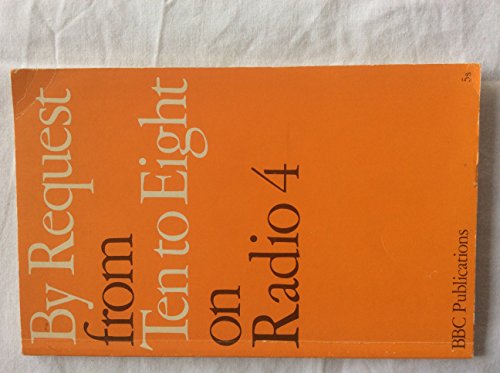 By Request
from
Ten to Eight
on
Radio 4
BBC Publications
5s